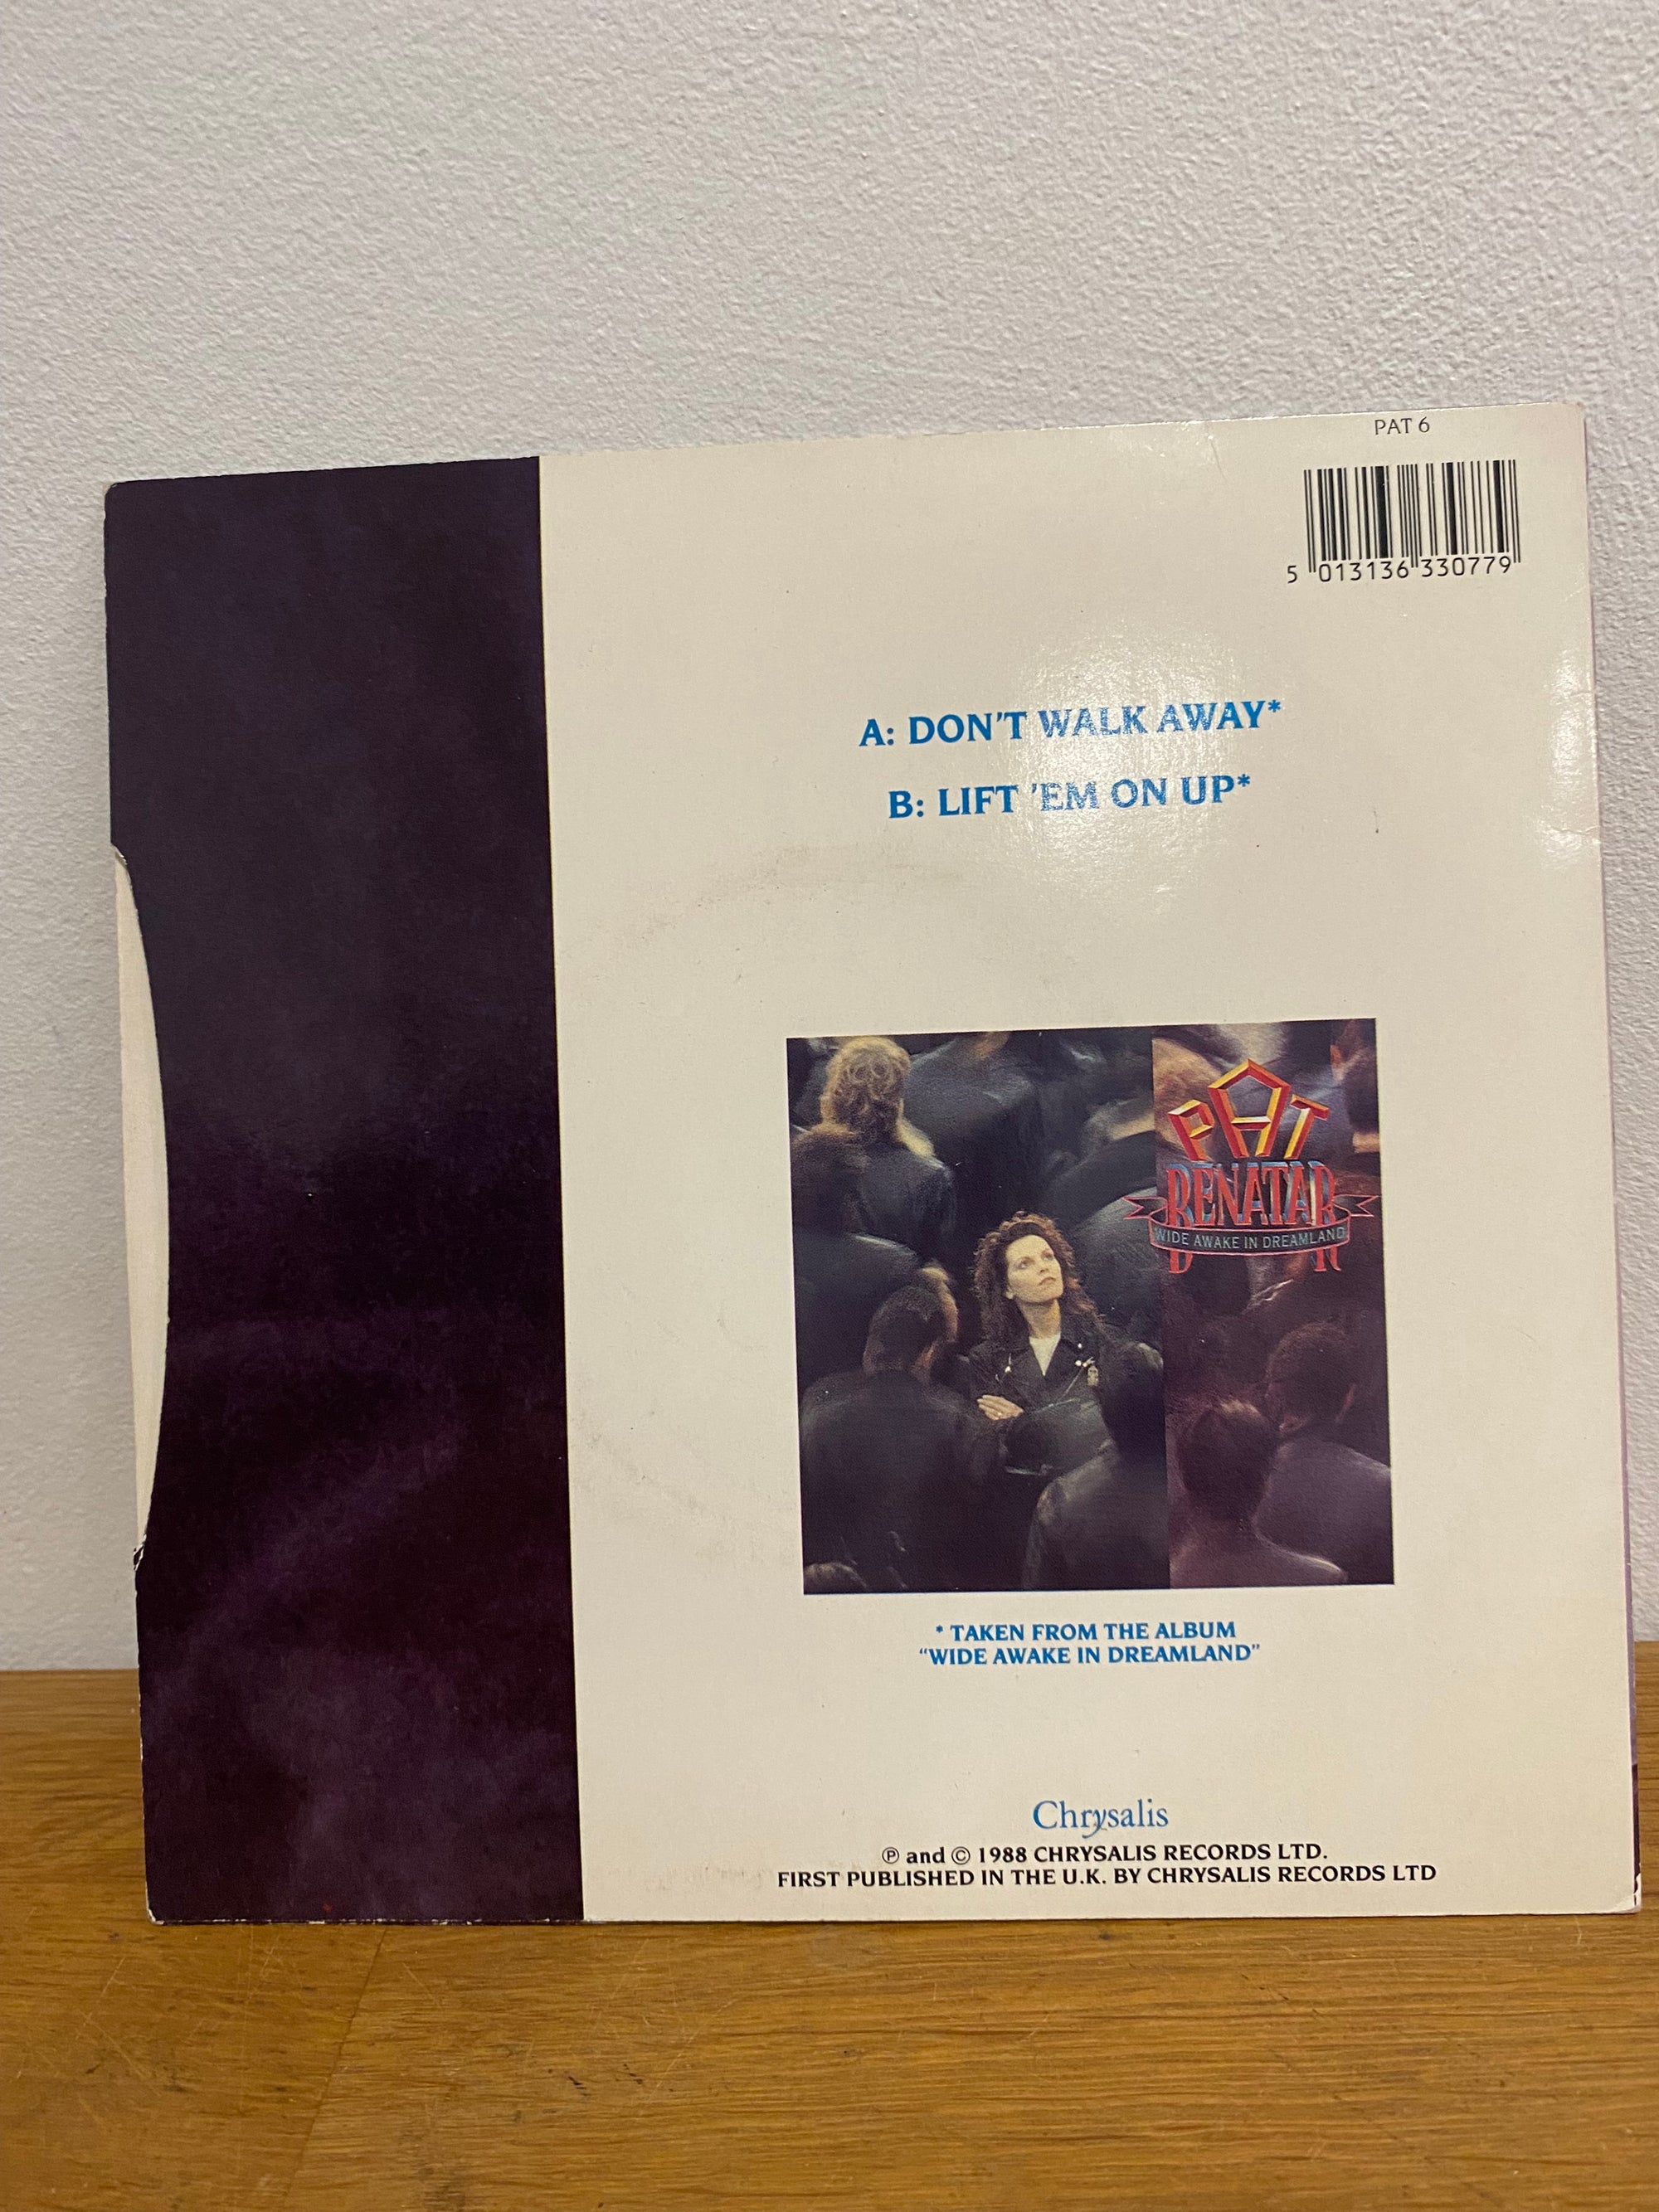 PAT 6
5 013136 330779
A: DON'T WALK AWAY*
B: LIFT 'EM ON UP*
PAT
BENATAR
WIDE AWAKE IN DREAMLAND
* TAKEN FROM THE ALBUM
“WIDE AWAKE IN DREAMLAND”
Chrysalis
℗ and © 1988 CHRYSALIS RECORDS LTD.
FIRST PUBLISHED IN THE U.K. BY CHRYSALIS RECORDS LTD